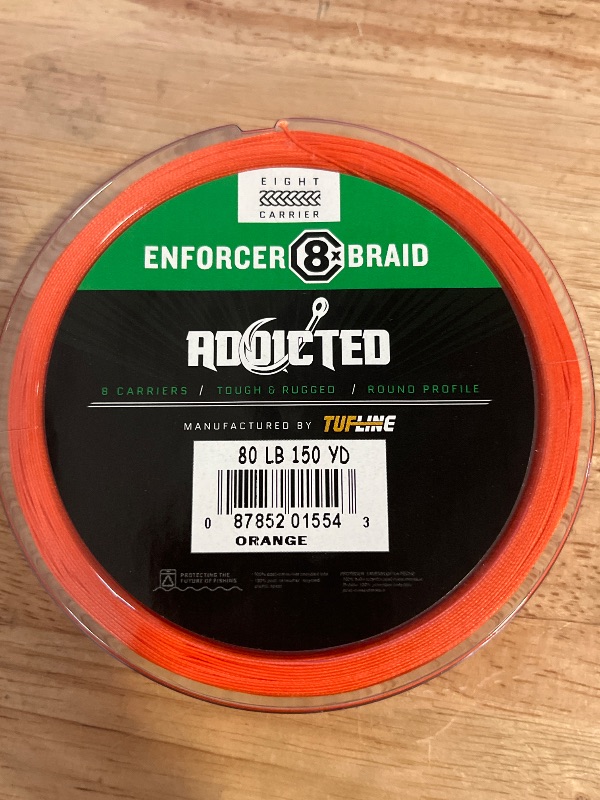 EIGHT
CARRIER
ENFORCER 8x BRAID
ADDICTED
8 CARRIERS / TOUGH & RUGGED / ROUND PROFILE
MANUFACTURED BY TUFLINE
80 LB 150 YD
0 87852 01554 3
ORANGE
PROTECTING THE
FUTURE OF FISHING